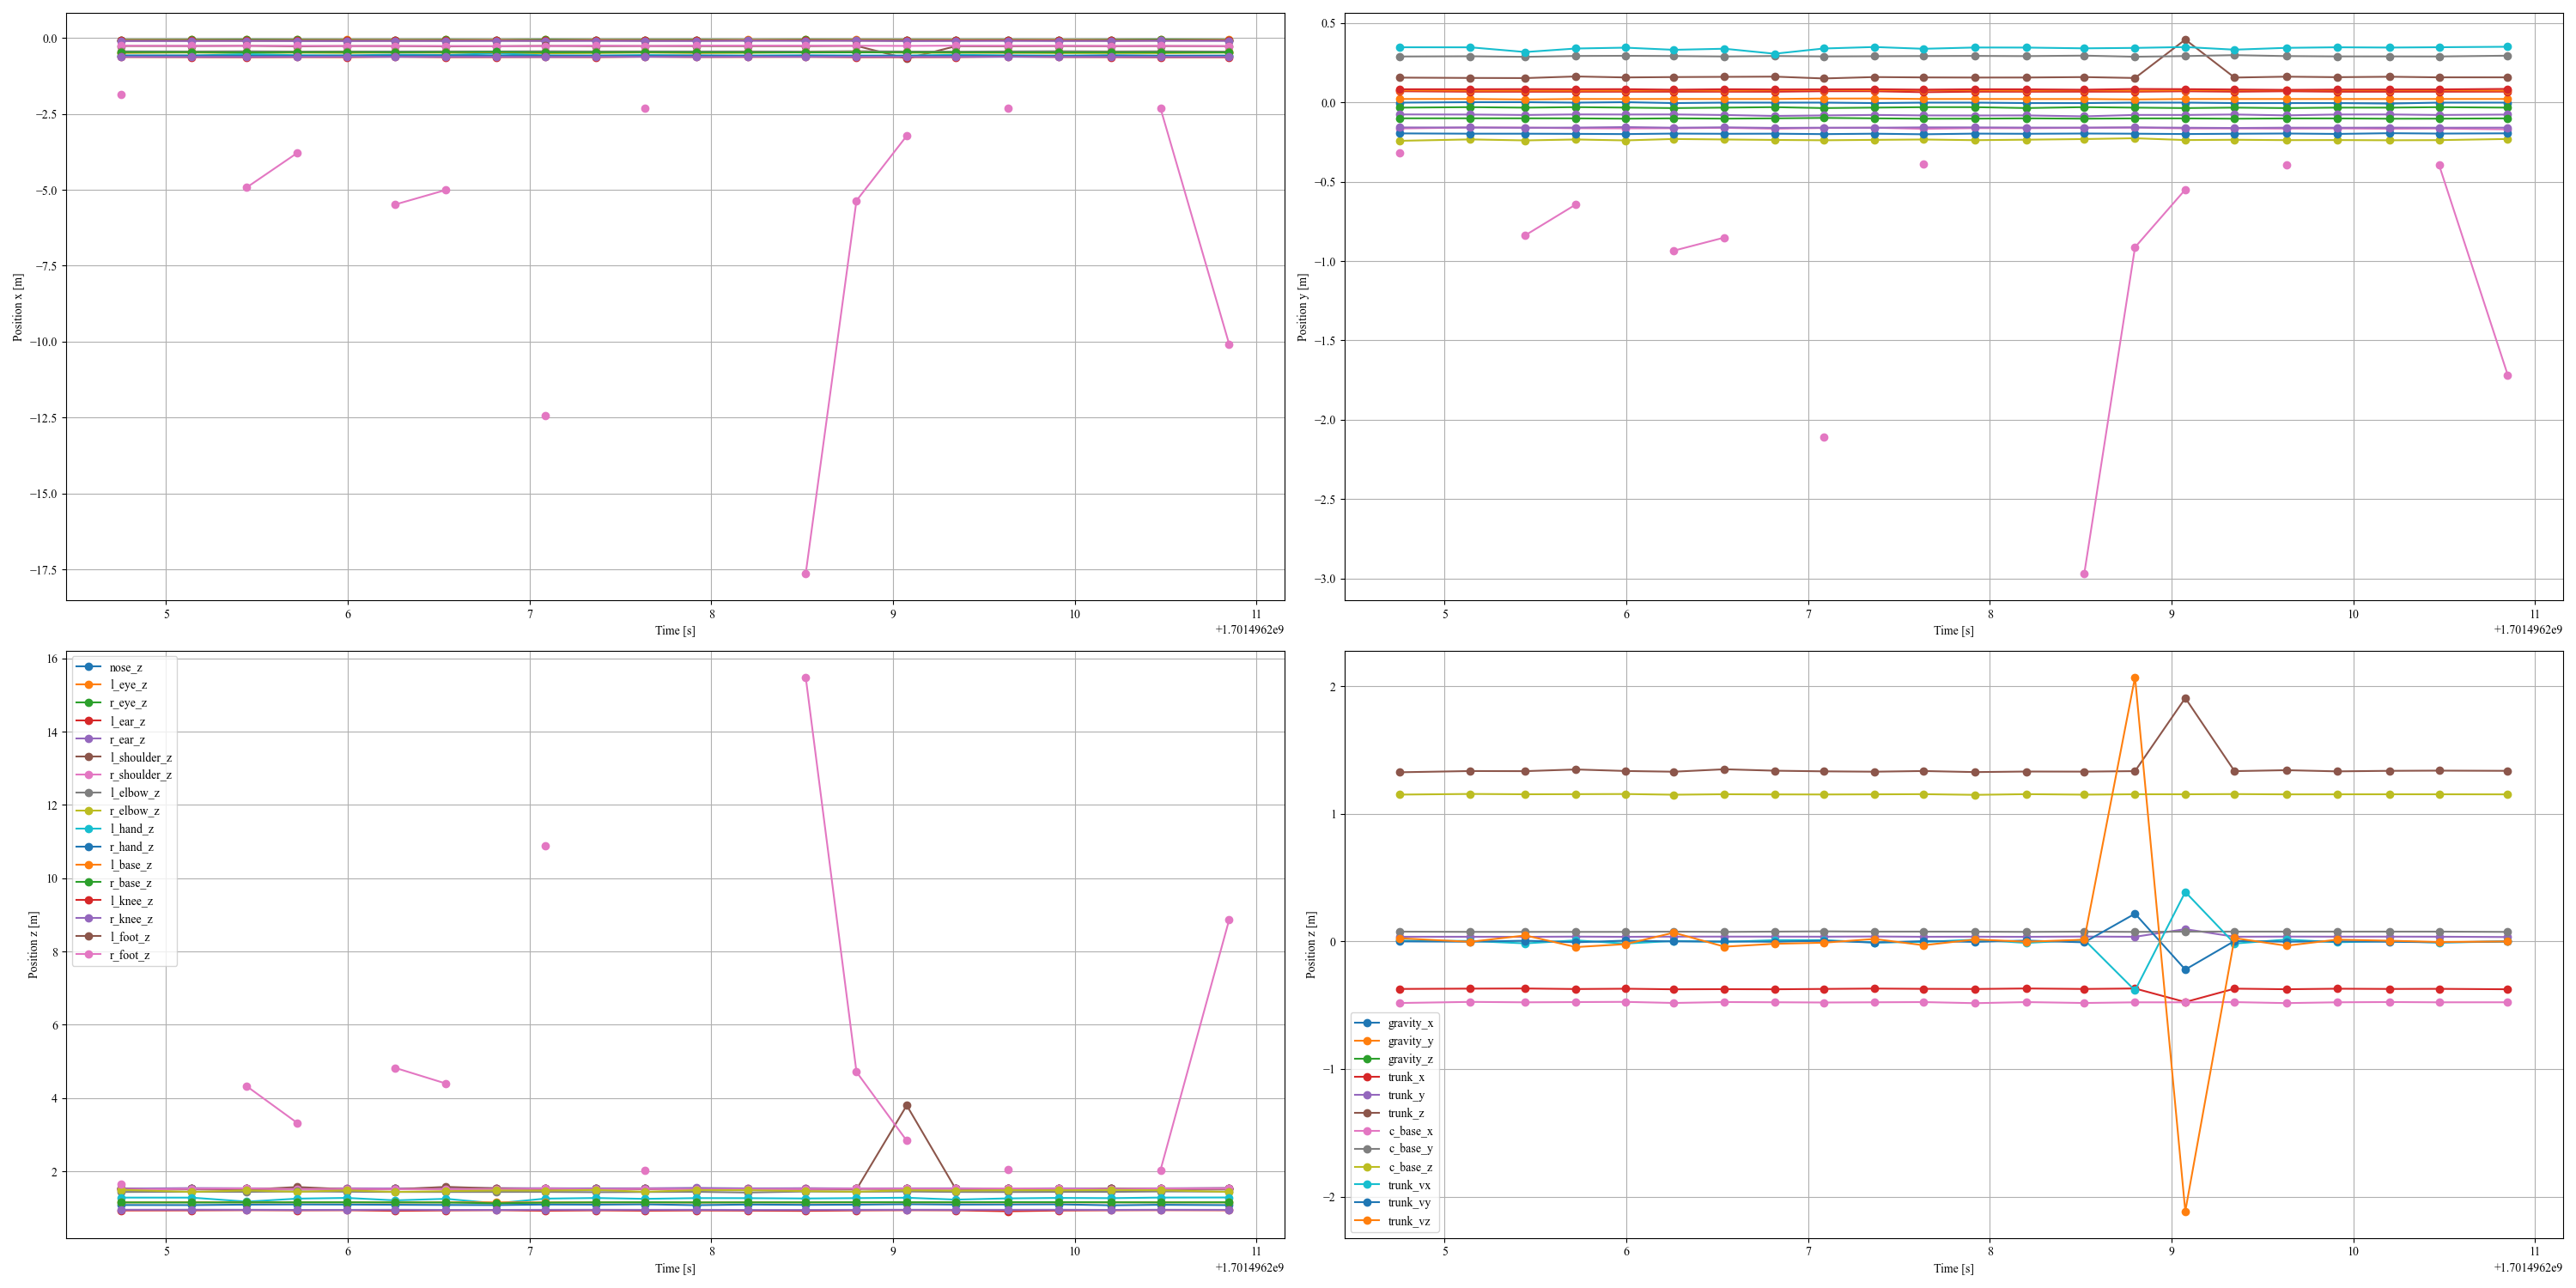 0.0
−2.5
−5.0
−7.5
−10.0
−12.5
−15.0
−17.5
Position x [m]
5 6 7 8 9 10 11
Time [s]
+1.7014962e9
0.5
0.0
−0.5
−1.0
−1.5
−2.0
−2.5
−3.0
Position y [m]
5 6 7 8 9 10 11
Time [s]
+1.7014962e9
16
14
12
10
8
6
4
2
Position z [m]
nose_z
l_eye_z
r_eye_z
l_ear_z
r_ear_z
l_shoulder_z
r_shoulder_z
l_elbow_z
r_elbow_z
l_hand_z
r_hand_z
l_base_z
r_base_z
l_knee_z
r_knee_z
l_foot_z
r_foot_z
5 6 7 8 9 10 11
Time [s]
+1.7014962e9
2
1
0
−1
−2
Position z [m]
gravity_x
gravity_y
gravity_z
trunk_x
trunk_y
trunk_z
c_base_x
c_base_y
c_base_z
trunk_vx
trunk_vy
trunk_vz
5 6 7 8 9 10 11
Time [s]
+1.7014962e9